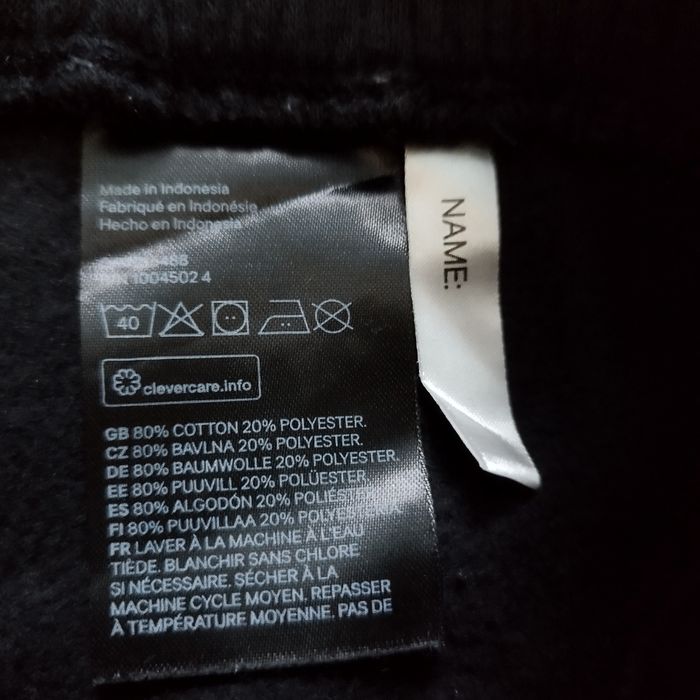 Made in Indonesia
Fabriqué en Indonésie
Hecho en Indonesia
1004502 4
40
clevercare.info
GB 80% COTTON 20% POLYESTER.
CZ 80% BAVLNA 20% POLYESTER.
DE 80% BAUMWOLLE 20% POLYESTER.
EE 80% PUUVILL 20% POLÜESTER
ES 80% ALGODÓN 20% POLIÉSTER.
FI 80% PUUVILLAA 20% POLYESTERIA.
FR LAVER À LA MACHINE À L'EAU
TIÈDE. BLANCHIR SANS CHLORE
SI NÉCESSAIRE. SÉCHER À LA
MACHINE CYCLE MOYEN. REPASSER
À TEMPÉRATURE MOYENNE. PAS DE
NAME: